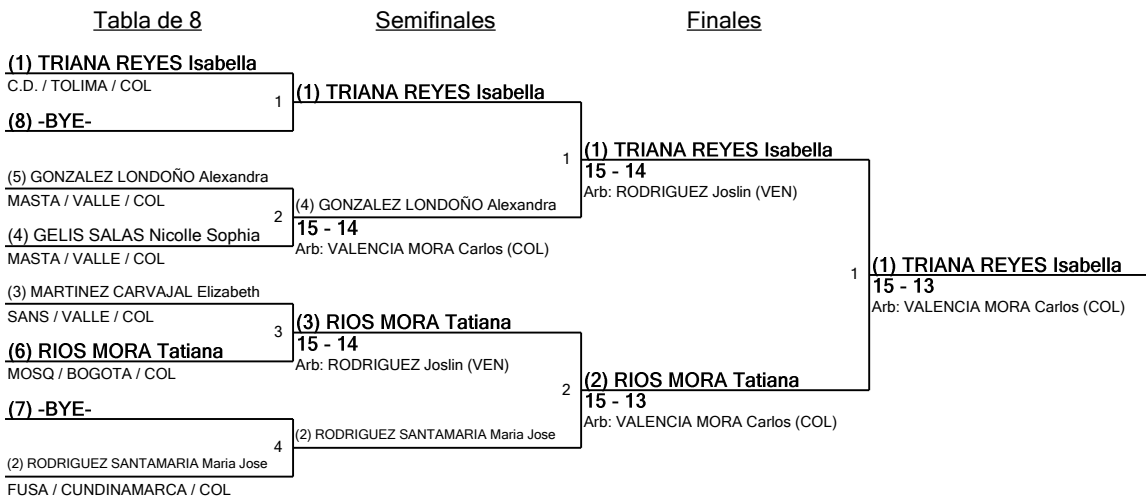 Tabla de 8
Semifinales
Finales
(1) TRIANA REYES Isabella
C.D. / TOLIMA / COL
1
(8) -BYE-
(5) GONZALEZ LONDOÑO Alexandra
MASTA / VALLE / COL
2
(4) GELIS SALAS Nicolle Sophia
MASTA / VALLE / COL
(3) MARTINEZ CARVAJAL Elizabeth
SANS / VALLE / COL
3
(6) RIOS MORA Tatiana
MOSQ / BOGOTA / COL
(7) -BYE-
4
(2) RODRIGUEZ SANTAMARIA Maria Jose
FUSA / CUNDINAMARCA / COL
(1) TRIANA REYES Isabella
1
(4) GONZALEZ LONDOÑO Alexandra
15 - 14
Arb: VALENCIA MORA Carlos (COL)
(3) RIOS MORA Tatiana
15 - 14
Arb: RODRIGUEZ Joslin (VEN)
2
(2) RODRIGUEZ SANTAMARIA Maria Jose
(1) TRIANA REYES Isabella
15 - 14
Arb: RODRIGUEZ Joslin (VEN)
1
(2) RIOS MORA Tatiana
15 - 13
Arb: VALENCIA MORA Carlos (COL)
(1) TRIANA REYES Isabella
15 - 13
Arb: VALENCIA MORA Carlos (COL)